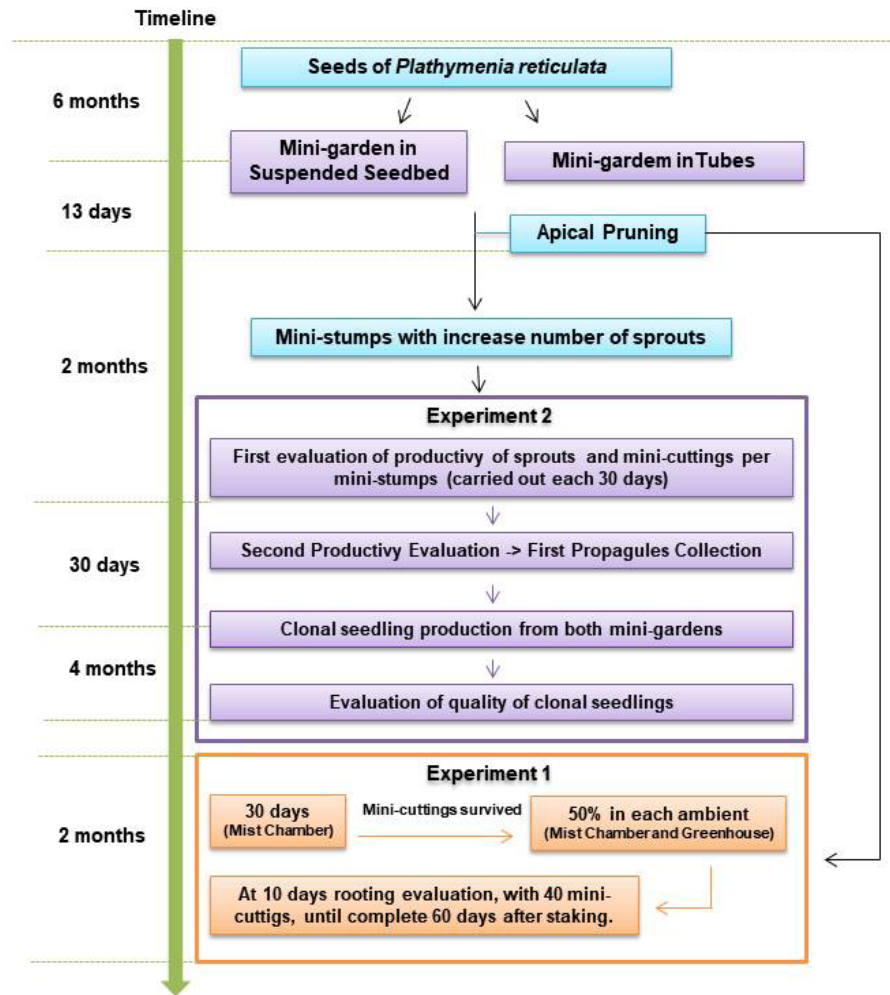 Timeline
6 months
Seeds of Plathymenia reticulata
Mini-garden in
Suspended Seedbed
Mini-gardem in Tubes
13 days
Apical Pruning
2 months
Mini-stumps with increase number of sprouts
Experiment 2
First evaluation of productivy of sprouts and mini-cuttings per
mini-stumps (carried out each 30 days)
30 days
Second Productivy Evaluation -> First Propagules Collection
Clonal seedling production from both mini-gardens
4 months
Evaluation of quality of clonal seedlings
2 months
Experiment 1
30 days
(Mist Chamber)
Mini-cuttings survived
50% in each ambient
(Mist Chamber and Greenhouse)
At 10 days rooting evaluation, with 40 mini-
cuttigs, until complete 60 days after staking.